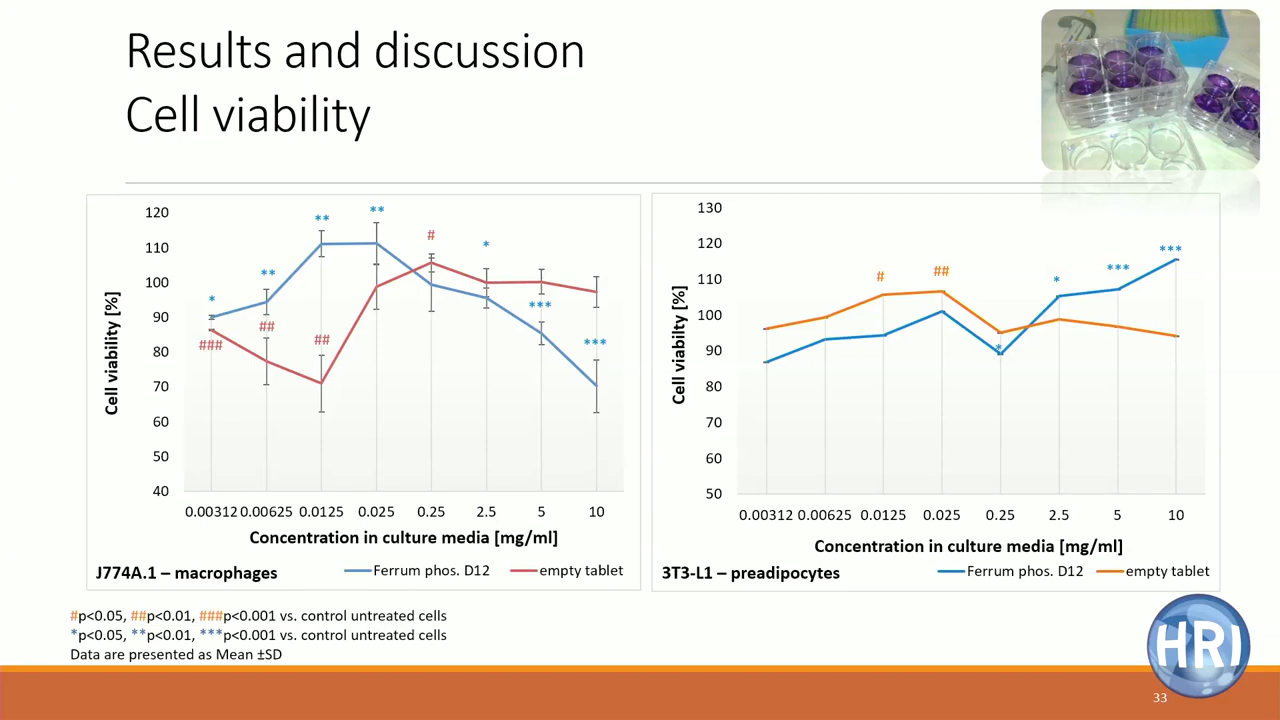 Results and discussion
Cell viability
120
110
100
90
80
70
60
50
40
Cell viability [%]
*
**
**
**
#
*
***
***
###
##
##
0.00312 0.00625 0.0125 0.025 0.25 2.5 5 10
Concentration in culture media [mg/ml]
J774A.1 – macrophages
Ferrum phos. D12 empty tablet
130
120
110
100
90
80
70
60
50
Cell viability [%]
#
##
*
*
***
***
0.00312 0.00625 0.0125 0.025 0.25 2.5 5 10
Concentration in culture media [mg/ml]
3T3-L1 – preadipocytes
Ferrum phos. D12 empty tablet
#p<0.05, ##p<0.01, ###p<0.001 vs. control untreated cells
*p<0.05, **p<0.01, ***p<0.001 vs. control untreated cells
Data are presented as Mean ±SD
HRI
33